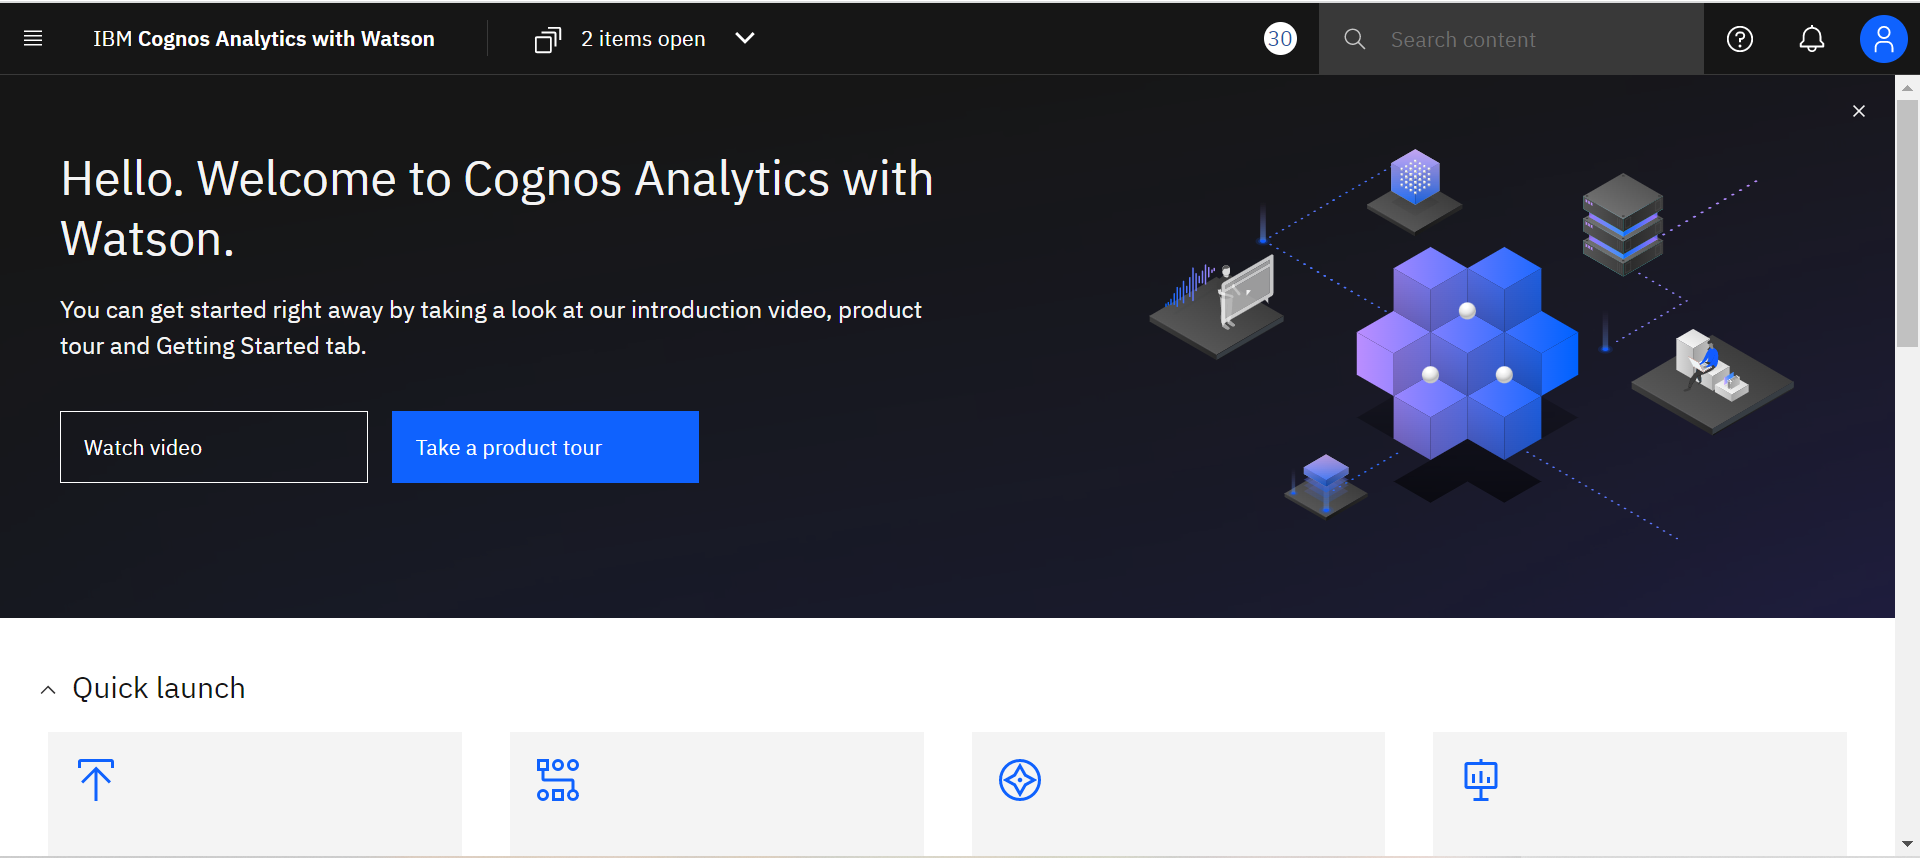 IBM Cognos Analytics with Watson
2 items open
30
Search content
Hello. Welcome to Cognos Analytics with
Watson.
You can get started right away by taking a look at our introduction video, product
tour and Getting Started tab.
Watch video
Take a product tour
Quick launch